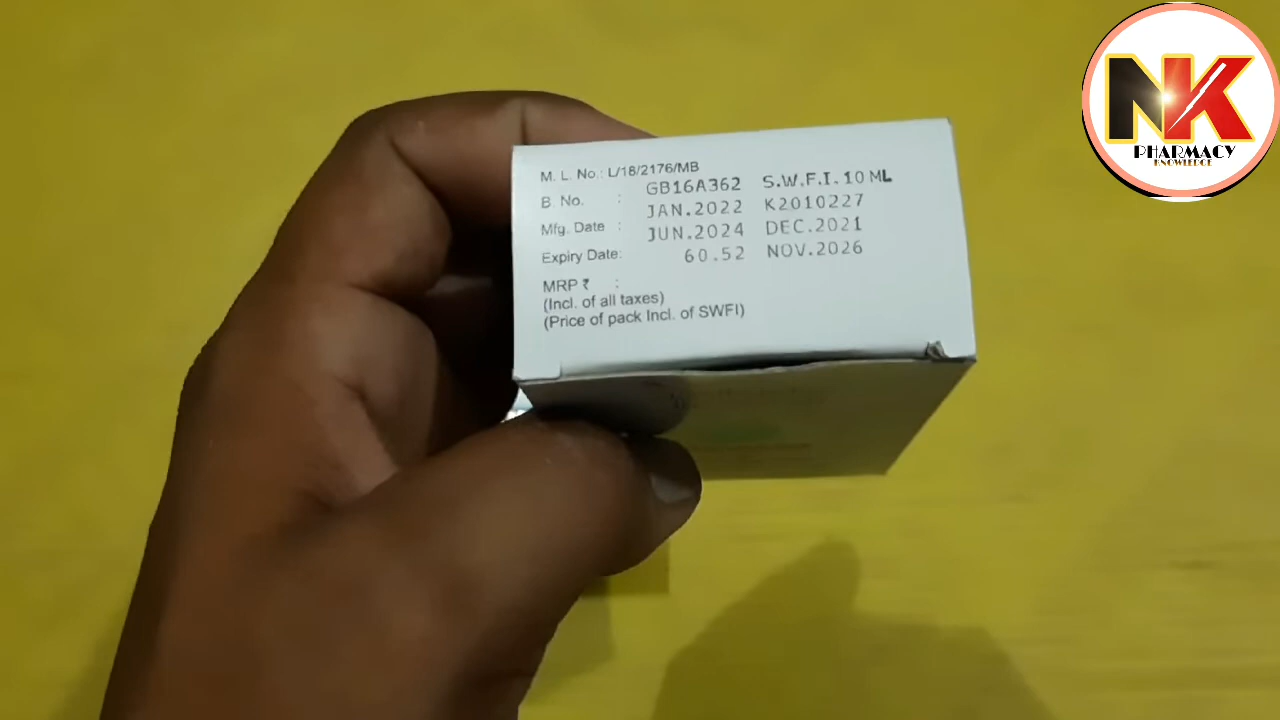 M. L. No.: L/18/2176/MB
B. No. : GB16A362 S.W.F.I. 10 ML
Mfg. Date : JAN.2022 K2010227
Expiry Date: JUN.2024 DEC.2021
MRP ₹ : 60.52 NOV.2026
(Incl. of all taxes)
(Price of pack Incl. of SWFI)
NK
PHARMACY
KNOWLEDGE